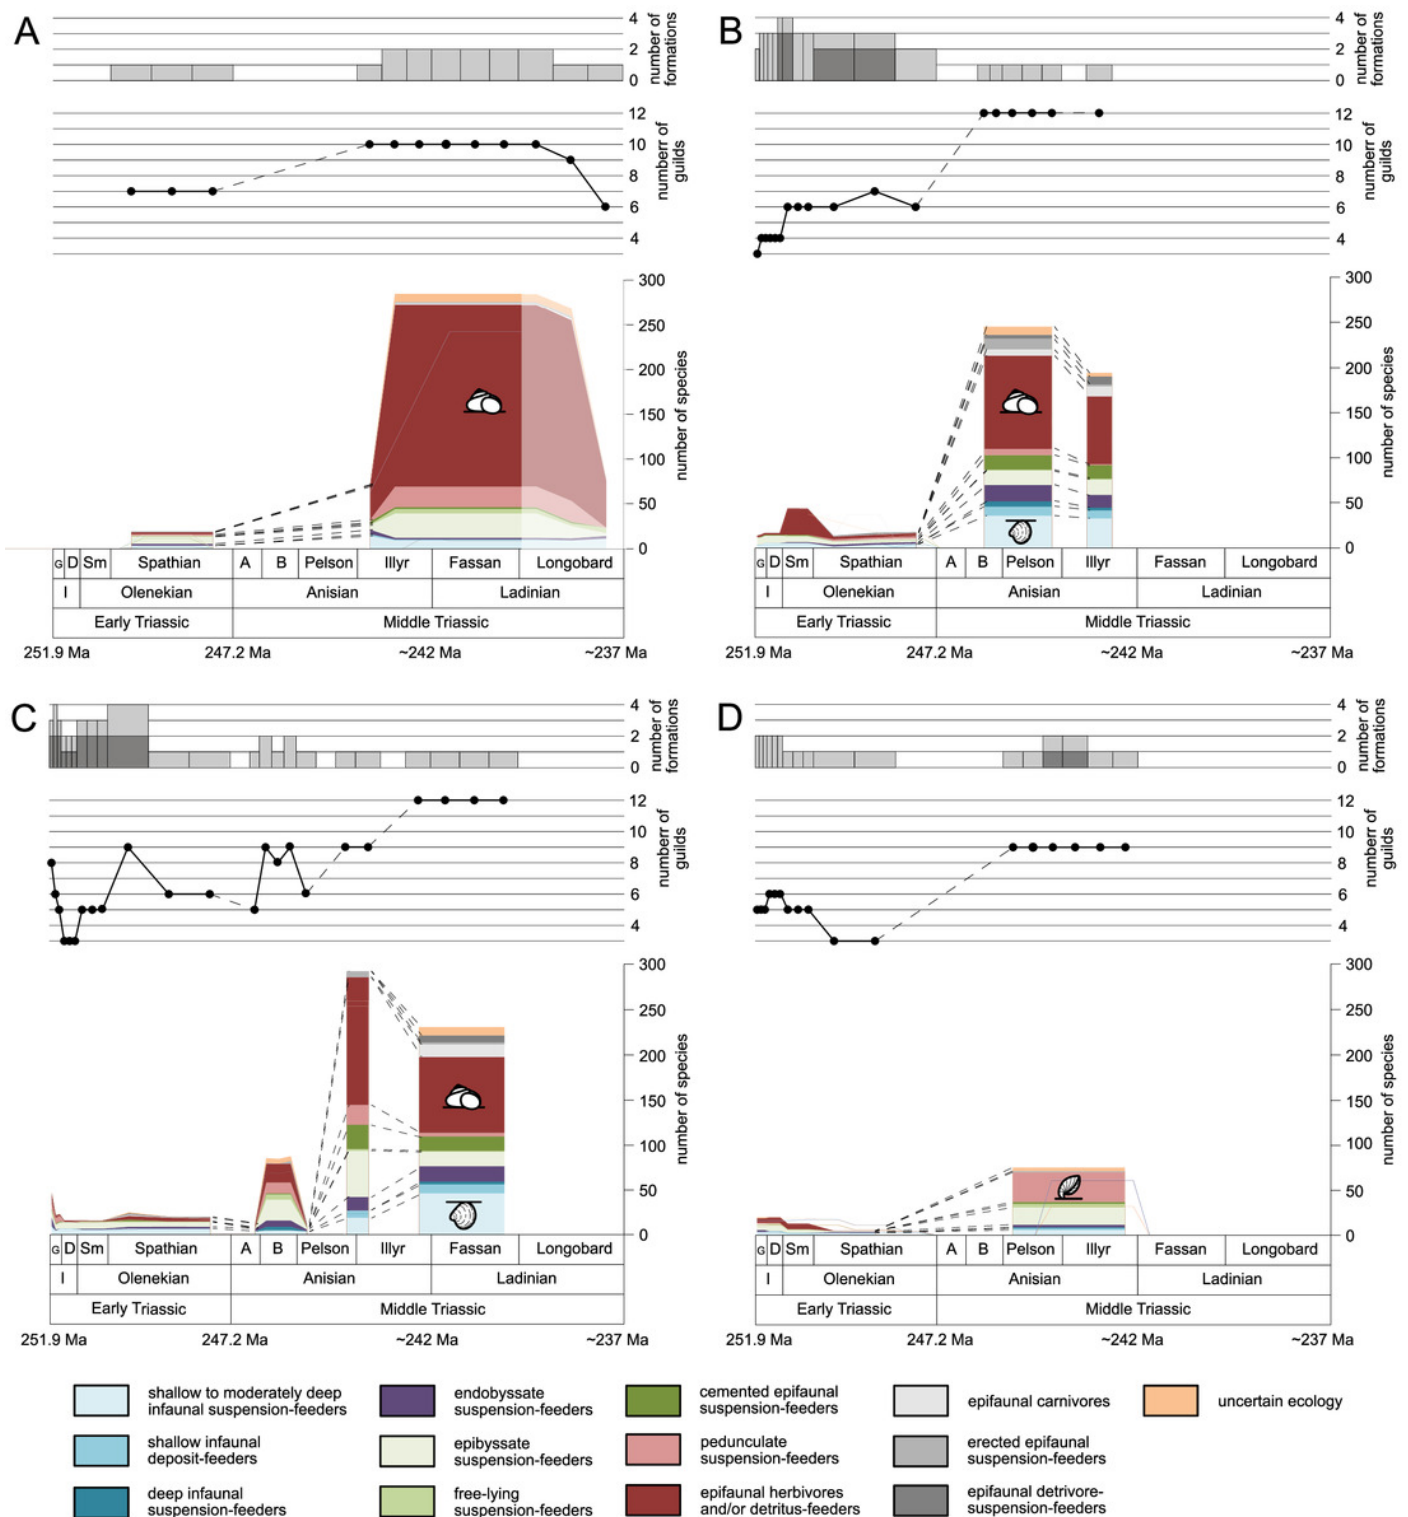 A
4
2
0
number of
formations
12
10
8
6
4
numberr of
guilds
300
250
200
150
100
50
0
number of species
G D Sm Spathian A B Pelson Illyr Fassan Longobard
I Olenekian Anisian Ladinian
Early Triassic Middle Triassic
251.9 Ma 247.2 Ma ~242 Ma ~237 Ma
B
4
2
0
number of
formations
12
10
8
6
4
numberr of
guilds
300
250
200
150
100
50
0
number of species
G D Sm Spathian A B Pelson Illyr Fassan Longobard
I Olenekian Anisian Ladinian
Early Triassic Middle Triassic
251.9 Ma 247.2 Ma ~242 Ma ~237 Ma
C
4
2
0
number of
formations
12
10
8
6
4
numberr of
guilds
300
250
200
150
100
50
0
number of species
G D Sm Spathian A B Pelson Illyr Fassan Longobard
I Olenekian Anisian Ladinian
Early Triassic Middle Triassic
251.9 Ma 247.2 Ma ~242 Ma ~237 Ma
D
4
2
0
number of
formations
12
10
8
6
4
numberr of
guilds
300
250
200
150
100
50
0
number of species
G D Sm Spathian A B Pelson Illyr Fassan Longobard
I Olenekian Anisian Ladinian
Early Triassic Middle Triassic
251.9 Ma 247.2 Ma ~242 Ma ~237 Ma
shallow to moderately deep
infaunal suspension-feeders
shallow infaunal
deposit-feeders
deep infaunal
suspension-feeders
endobyssate
suspension-feeders
epibyssate
suspension-feeders
free-lying
suspension-feeders
cemented epifaunal
suspension-feeders
pedunculate
suspension-feeders
epifaunal herbivores
and/or detritus-feeders
epifaunal carnivores
erected epifaunal
suspension-feeders
epifaunal detrivore-
suspension-feeders
uncertain ecology